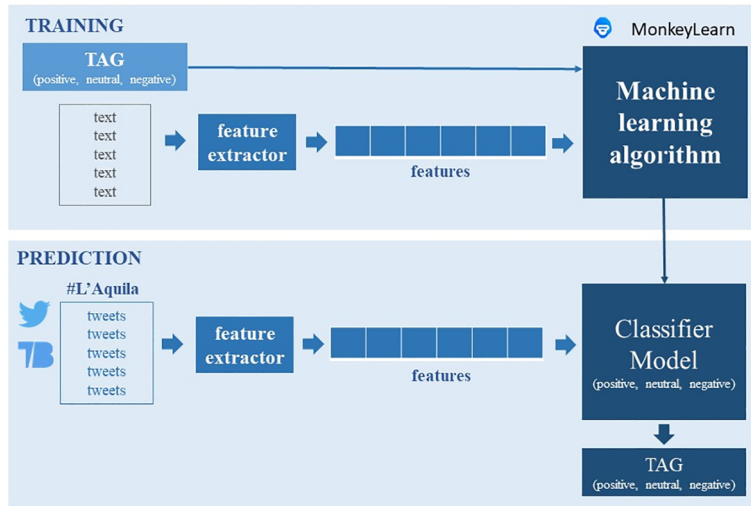 TRAINING
MonkeyLearn
TAG
(positive, neutral, negative)
Machine
learning
algorithm
text
text
text
text
text
feature
extractor
features
PREDICTION
#L'Aquila
tweets
tweets
tweets
tweets
tweets
feature
extractor
features
Classifier
Model
(positive, neutral, negative)
TAG
(positive, neutral, negative)